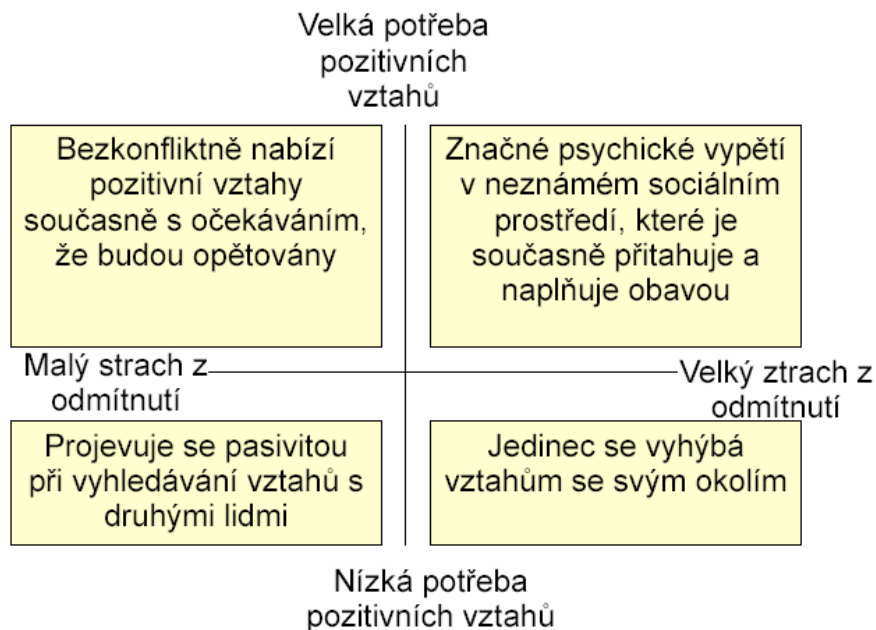 Velká potřeba
pozitivních
vztahů
Bezkonfliktně nabízí
pozitivní vztahy
současně s očekáváním,
že budou opětovány
Značné psychické vypětí
v neznámém sociálním
prostředí, které je
současně přitahuje a
naplňuje obavou
Malý strach z
odmítnutí
Velký ztrach z
odmítnutí
Projevuje se pasivitou
při vyhledávání vztahů s
druhými lidmi
Jedinec se vyhýbá
vztahům se svým okolím
Nízká potřeba
pozitivních vztahů